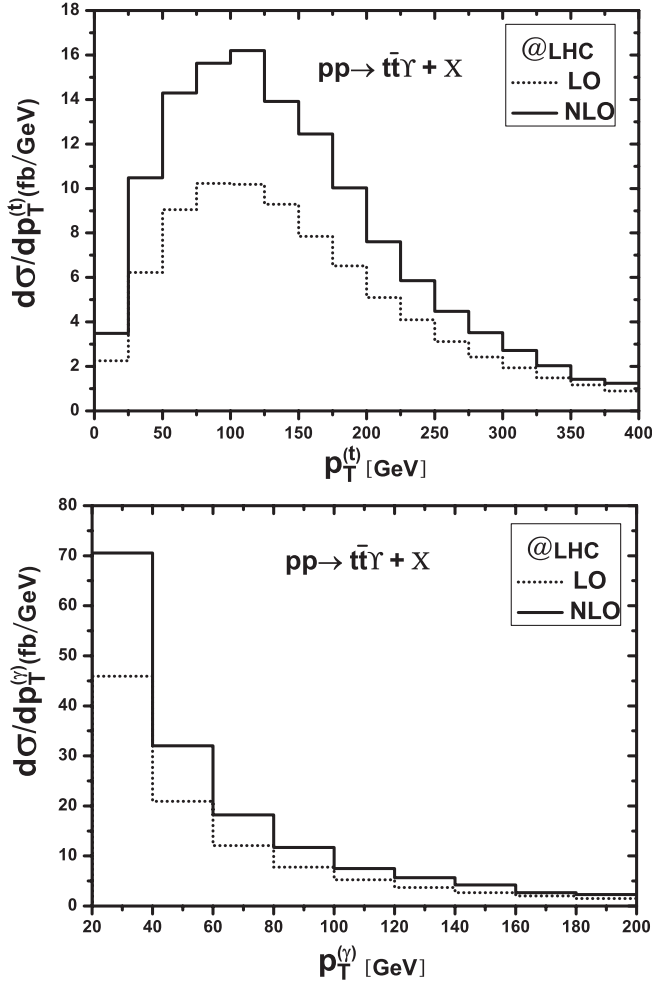 18
16
14
12
10
8
6
4
2
0
dσ/dp_T^(t)(fb/GeV)
pp→ tt̄ϒ + X
@LHC
LO
NLO
0 50 100 150 200 250 300 350 400
p_T^(t) [GeV]
80
70
60
50
40
30
20
10
0
dσ/dp_T^(γ)(fb/GeV)
pp→ tt̄ϒ + X
@LHC
LO
NLO
20 40 60 80 100 120 140 160 180 200
p_T^(γ) [GeV]